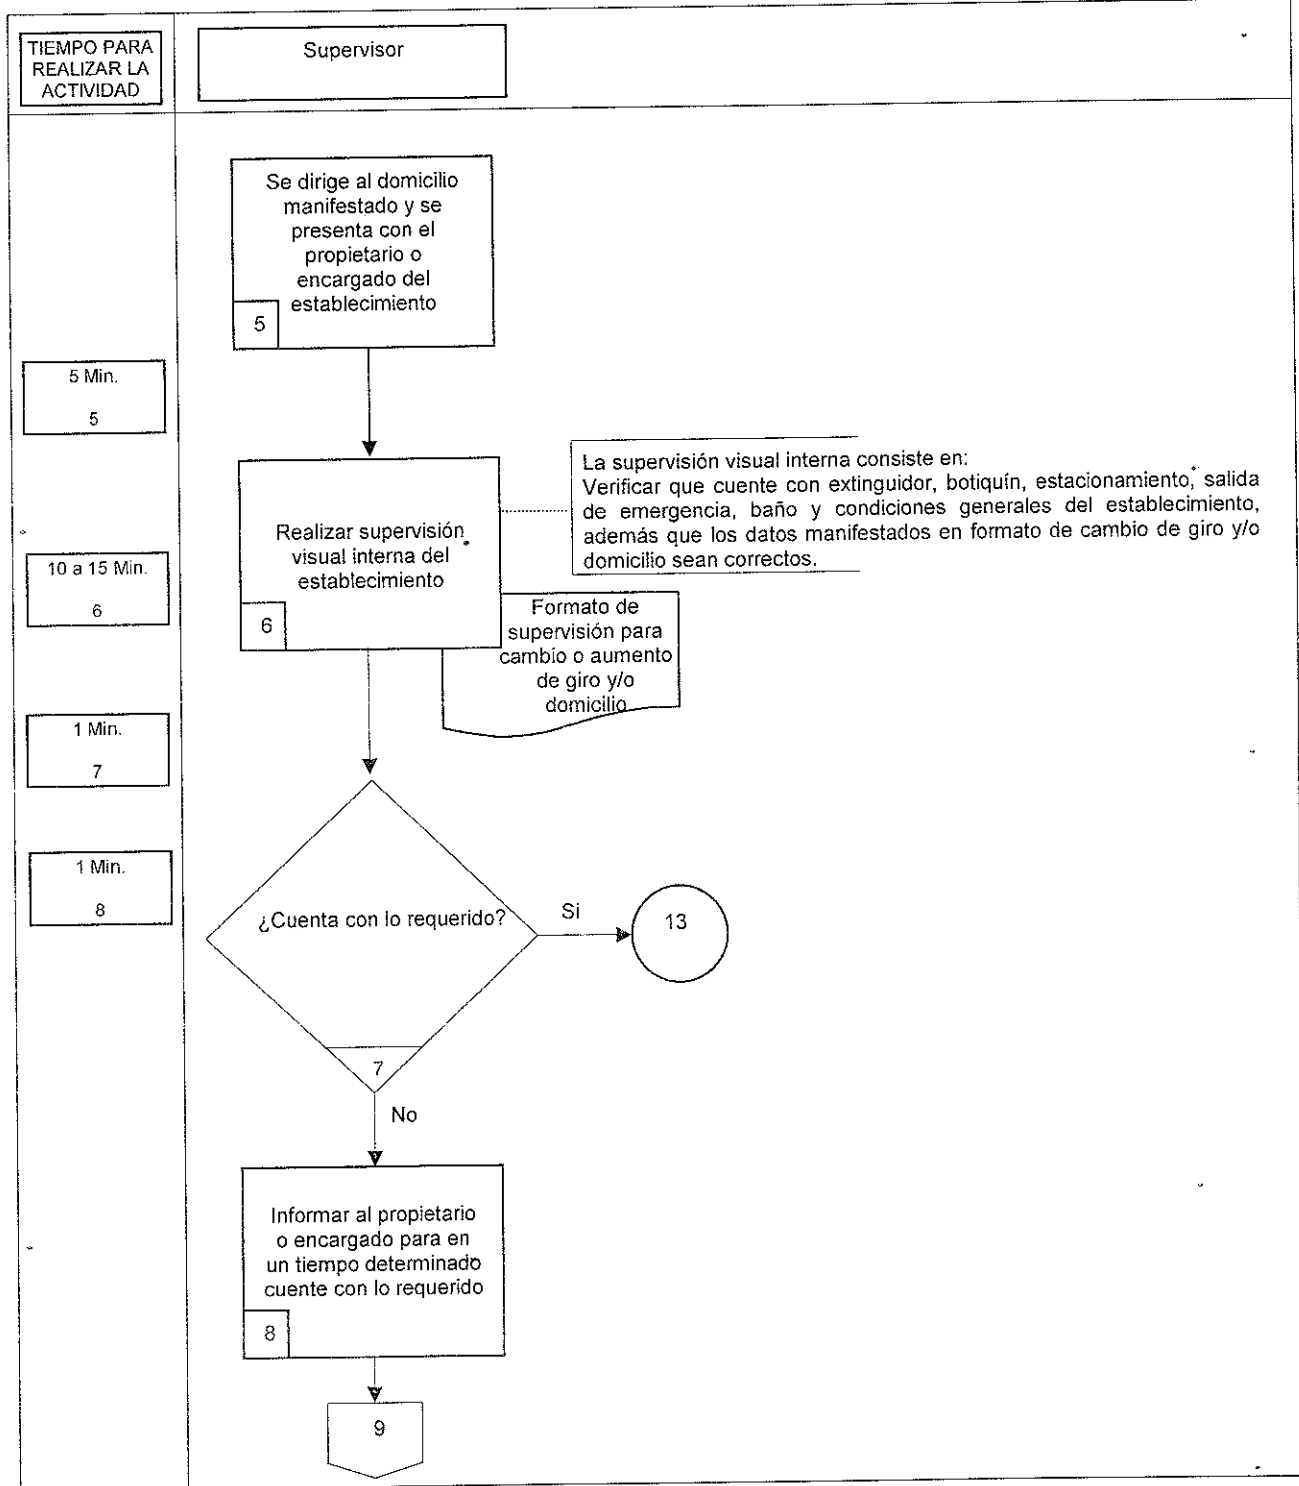 TIEMPO PARA
REALIZAR LA
ACTIVIDAD
Supervisor
Se dirige al domicilio
manifestado y se
presenta con el
propietario o
encargado del
establecimiento
5
5 Min.
5
La supervisión visual interna consiste en:
Verificar que cuente con extinguidor, botiquín, estacionamiento, salida
de emergencia, baño y condiciones generales del establecimiento,
además que los datos manifestados en formato de cambio de giro y/o
domicilio sean correctos.
Realizar supervisión
visual interna del
establecimiento
6
10 a 15 Min.
6
Formato de
supervisión para
cambio o aumento
de giro y/o
domicilio
1 Min.
7
1 Min.
8
¿Cuenta con lo requerido?
Si
13
7
No
Informar al propietario
o encargado para en
un tiempo determinado
cuente con lo requerido
8
9